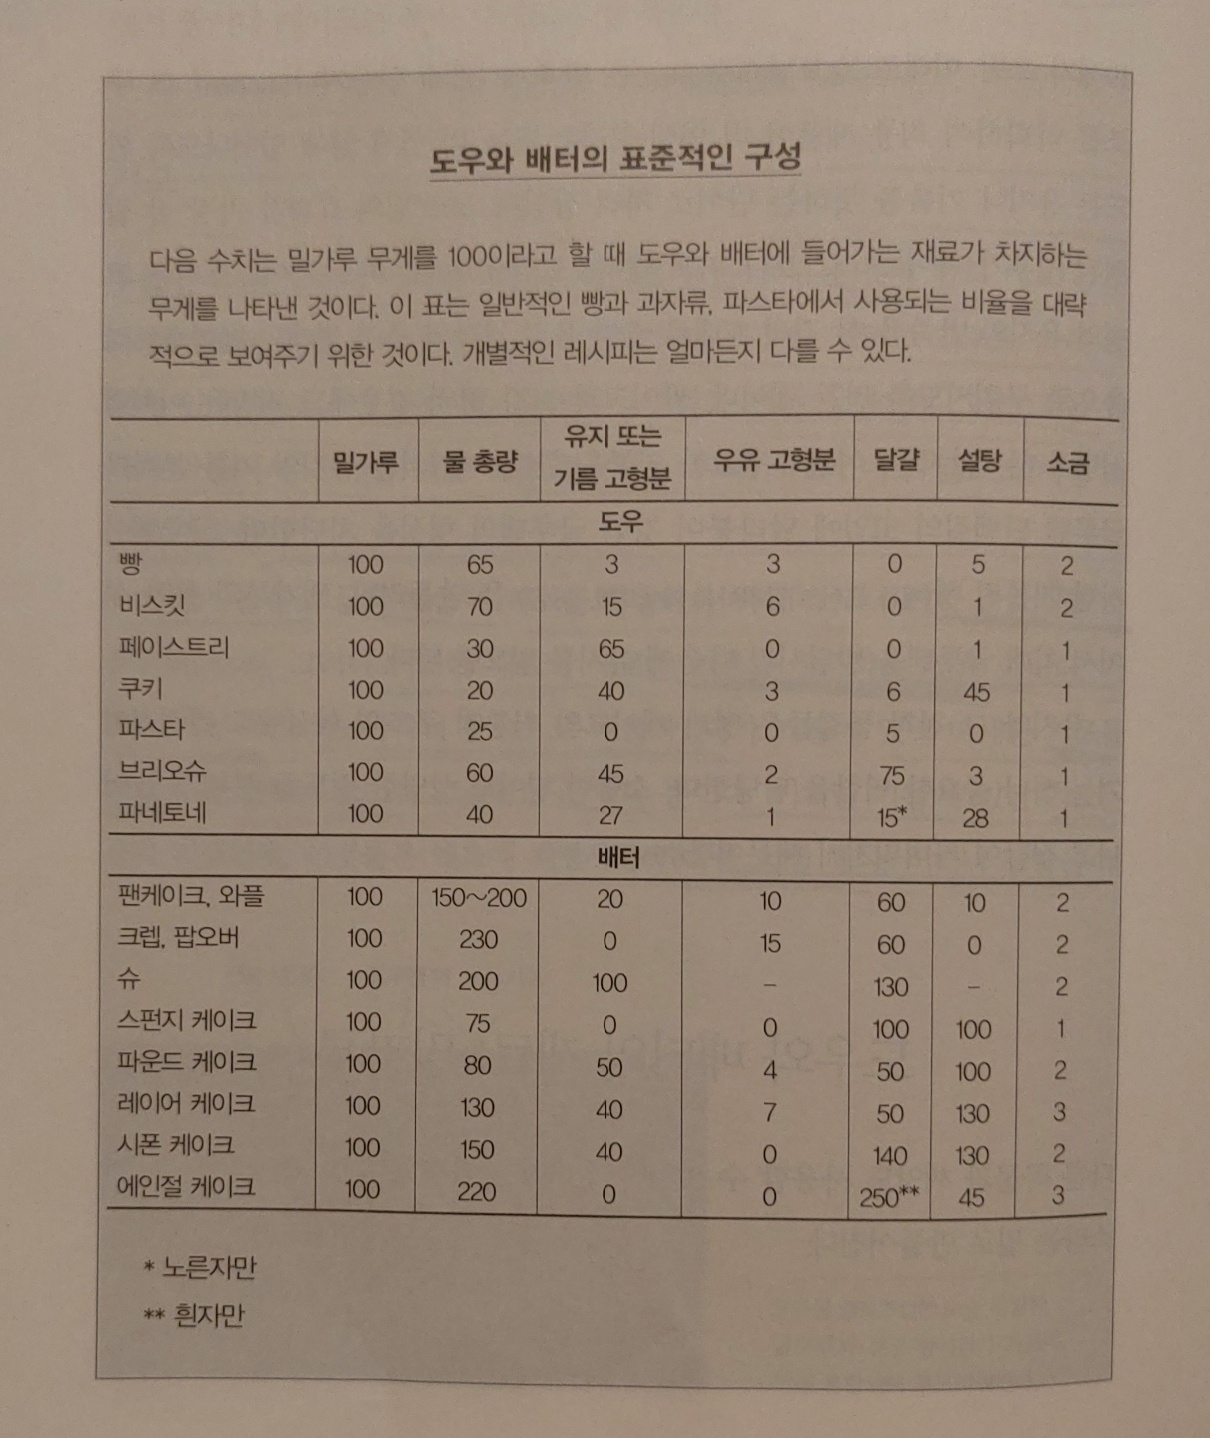 도우와 배터의 표준적인 구성
다음 수치는 밀가루 무게를 100이라고 할 때 도우와 배터에 들어가는 재료가 차지하는
무게를 나타낸 것이다. 이 표는 일반적인 빵과 과자류, 파스타에서 사용되는 비율을 대략
적으로 보여주기 위한 것이다. 개별적인 레시피는 얼마든지 다를 수 있다.
밀가루 물 총량 유지 또는 기름 고형분 우유 고형분 달걀 설탕 소금
도우
빵 100 65 3 3 0 5 2
비스킷 100 70 15 6 0 1 2
페이스트리 100 30 65 0 0 1 1
쿠키 100 20 40 3 6 45 1
파스타 100 25 0 0 5 0 1
브리오슈 100 60 45 2 75 3 1
파네토네 100 40 27 1 15* 28 1
배터
팬케이크, 와플 100 150~200 20 10 60 10 2
크렙, 팝오버 100 230 0 15 60 0 2
슈 100 200 100 – 130 – 2
스펀지 케이크 100 75 0 0 100 100 1
파운드 케이크 100 80 50 4 50 100 2
레이어 케이크 100 130 40 7 50 130 3
시폰 케이크 100 150 40 0 140 130 2
에인절 케이크 100 220 0 0 250** 45 3
* 노른자만
** 흰자만